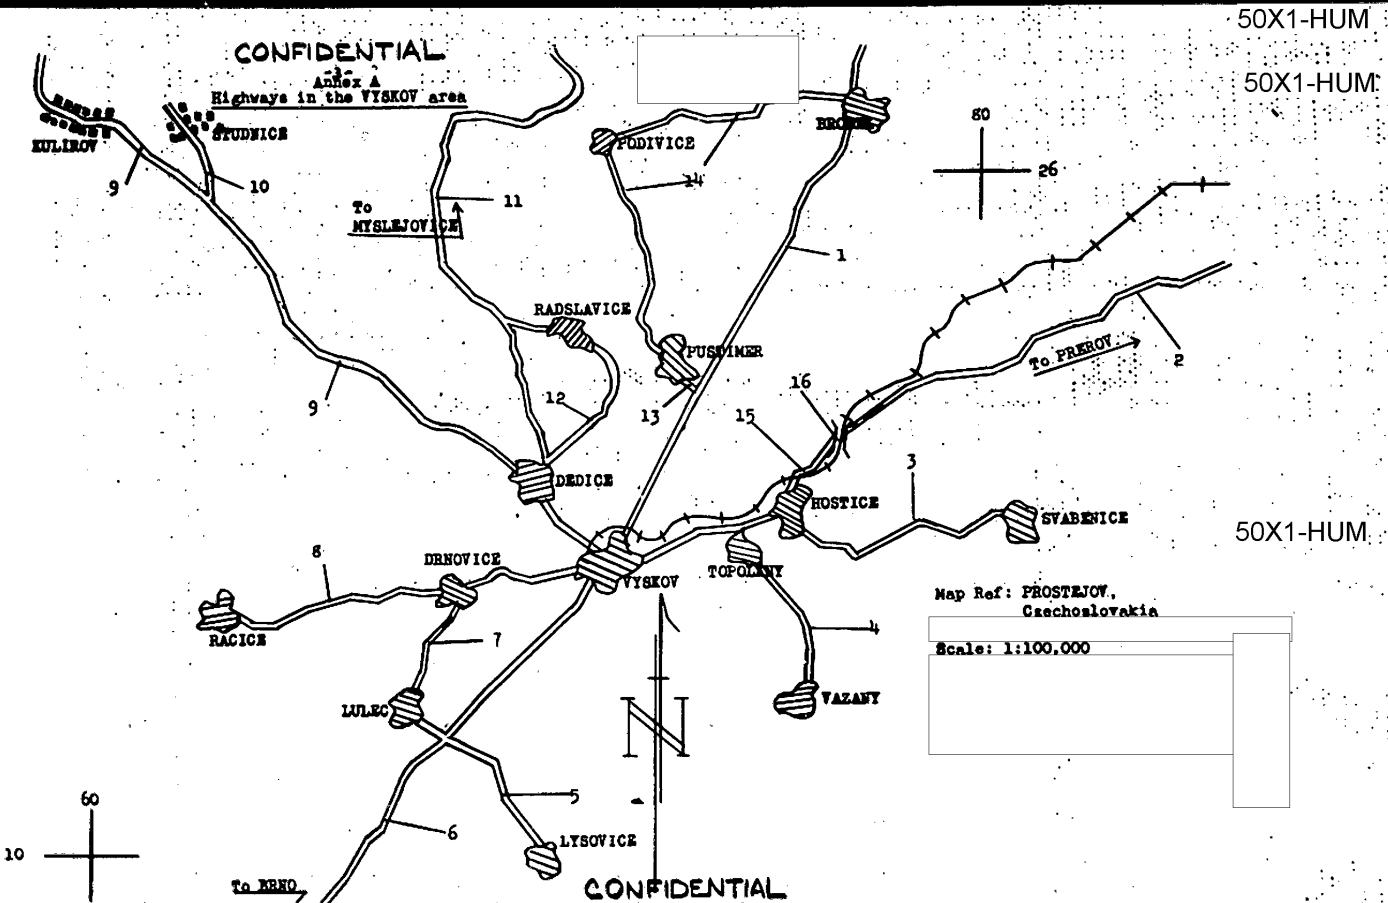 50X1-HUM
CONFIDENTIAL
-3-
Annex A
Highways in the VYSKOV area
50X1-HUM
KULIROV
STUDNICE
PODIVICE
80
26
9
10
11
14
To
MYSLEJOVICE
1
RADSLAVICE
PUSTIMER
To PREROV
2
9
12
13
16
15
3
DEDICE
HOSTICE
SVABENICE
50X1-HUM
8
DRNOVICE
VYSKOV
TOPOLANY
Map Ref: PROSTEJOV,
Czechoslovakia
RACICE
7
4
Scale: 1:100,000
LULEC
N
VAZANY
60
5
6
LYSOVICE
10
To BRNO
CONFIDENTIAL